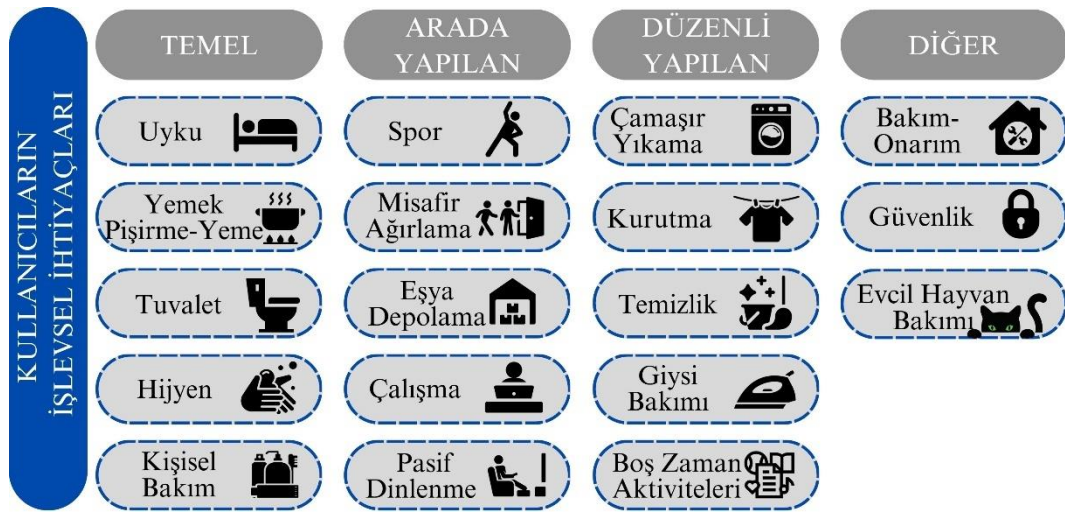 KULLANICILARIN
İŞLEVSEL İHTİYAÇLARI
TEMEL
Uyku
Yemek
Pişirme-Yeme
Tuvalet
Hijyen
Kişisel
Bakım
ARADA
YAPILAN
Spor
Misafir
Ağırlama
Eşya
Depolama
Çalışma
Pasif
Dinlenme
DÜZENLİ
YAPILAN
Çamaşır
Yıkama
Kurutma
Temizlik
Giysi
Bakımı
Boş Zaman
Aktiviteleri
DİĞER
Bakım-
Onarım
Güvenlik
Evcil Hayvan
Bakımı